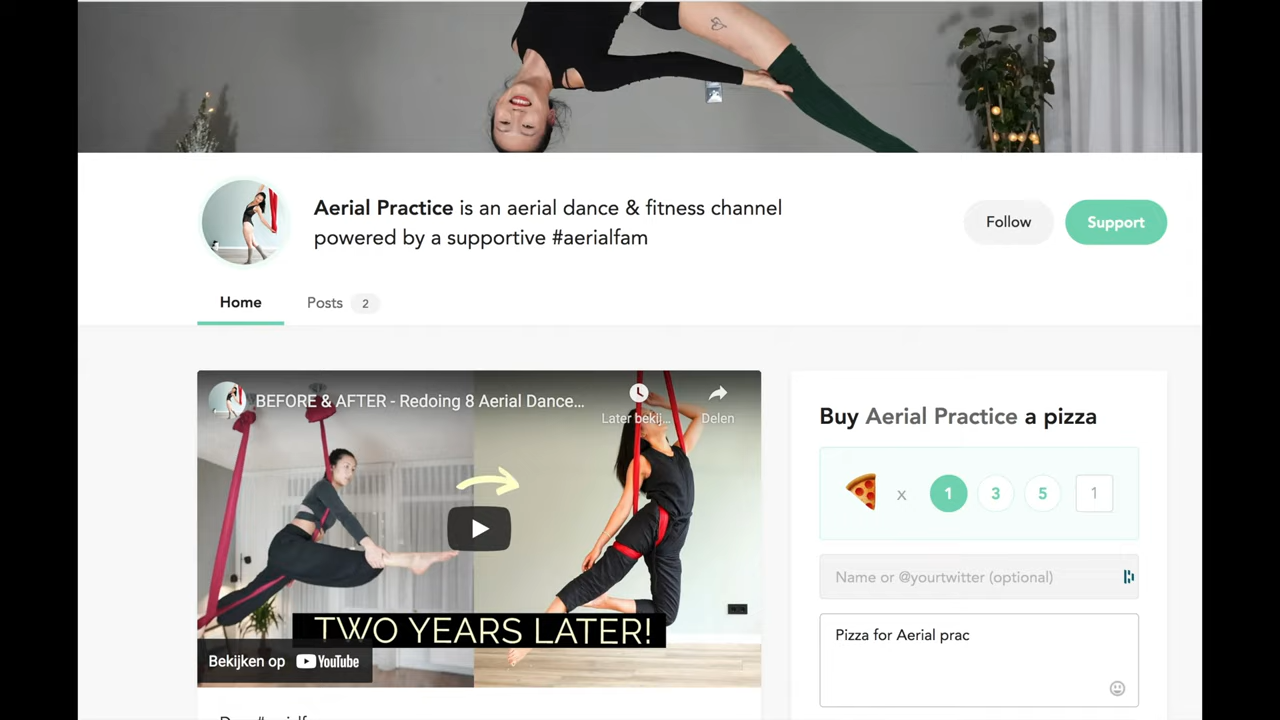 Aerial Practice is an aerial dance & fitness channel
powered by a supportive #aerialfam
Follow
Support
Home
Posts 2
BEFORE & AFTER - Redoing 8 Aerial Dance...
Later bekij...
Delen
TWO YEARS LATER!
Bekijken op YouTube
Buy Aerial Practice a pizza
x 1 3 5 1
Name or @yourtwitter (optional)
Pizza for Aerial prac